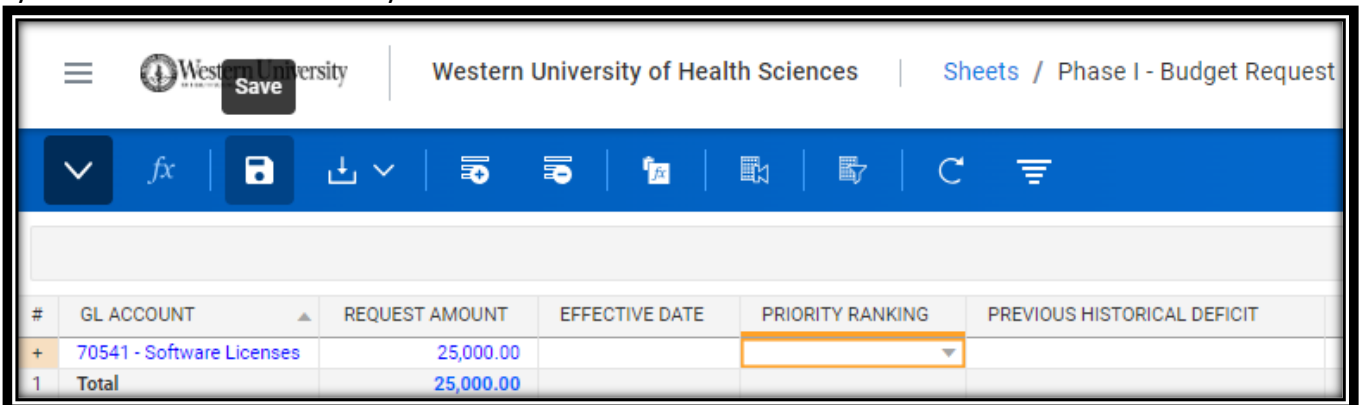 Western University
Save
Western University of Health Sciences | Sheets / Phase I - Budget Request
fx
fx
# GL ACCOUNT REQUEST AMOUNT EFFECTIVE DATE PRIORITY RANKING PREVIOUS HISTORICAL DEFICIT
+ 70541 - Software Licenses 25,000.00
1 Total 25,000.00